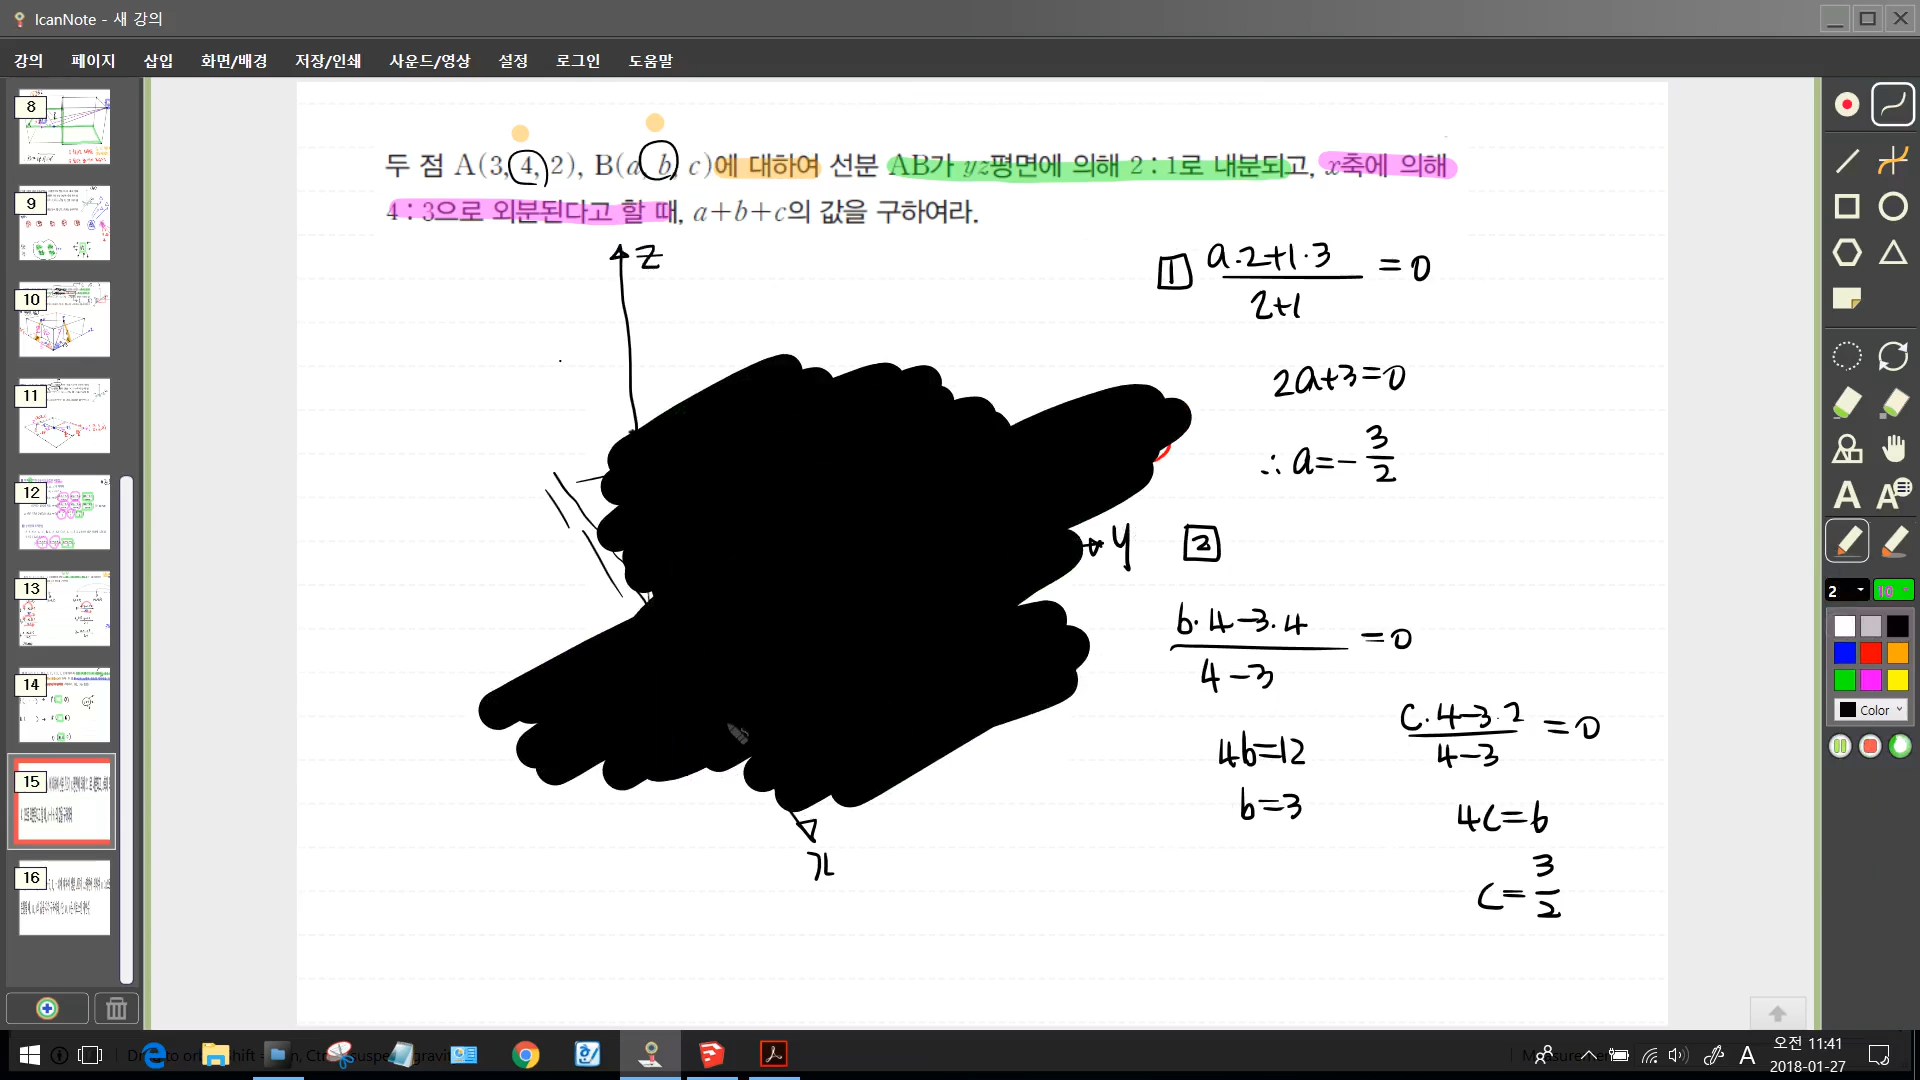 IcanNote - 새 강의
강의 페이지 삽입 화면/배경 저장/인쇄 사운드/영상 설정 로그인 도움말
8
9
10
11
12
13
14
15
16
두 점 A(3, 4, 2), B(a, b, c)에 대하여 선분 AB가 yz평면에 의해 2 : 1로 내분되고, x축에 의해
4 : 3으로 외분된다고 할 때, a+b+c의 값을 구하여라.
z
y
x
1 a·2+1·3 / 2+1 = 0
2a+3=0
∴ a=-3/2
2
b·4-3·4 / 4-3 = 0
4b=12
b=3
c·4-3·2 / 4-3 = 0
4c=6
c=3/2
2
10
Color
오전 11:41
2018-01-27